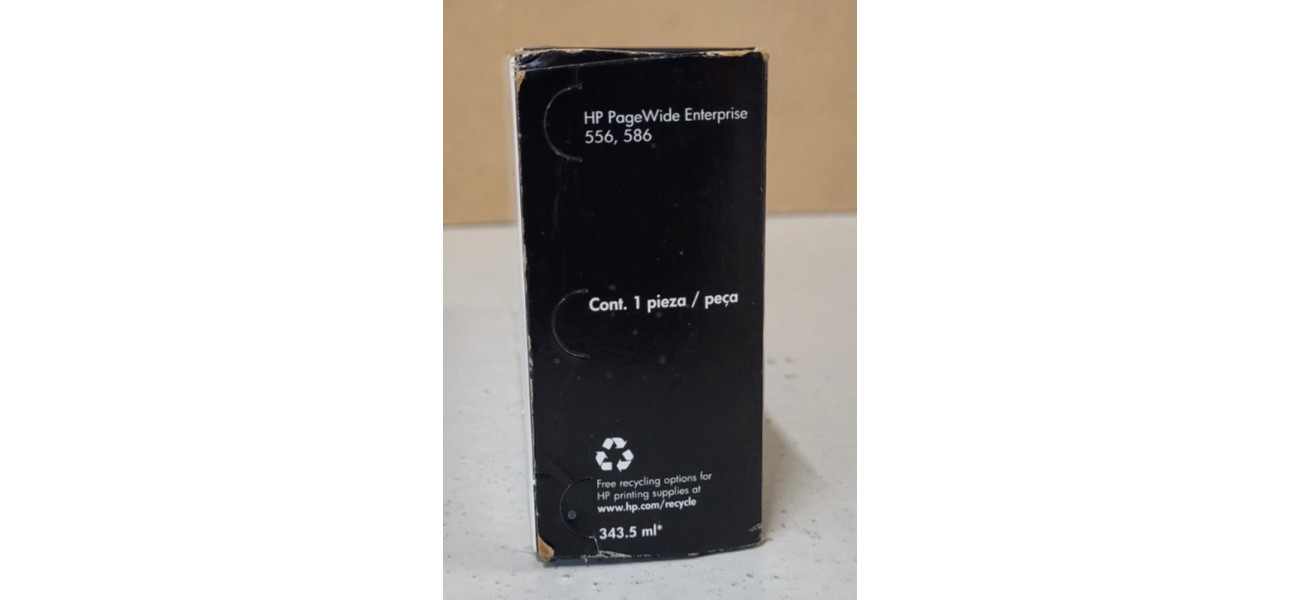 HP PageWide Enterprise
556, 586
Cont. 1 pieza / peça
Free recycling options for
HP printing supplies at
www.hp.com/recycle
343.5 ml*